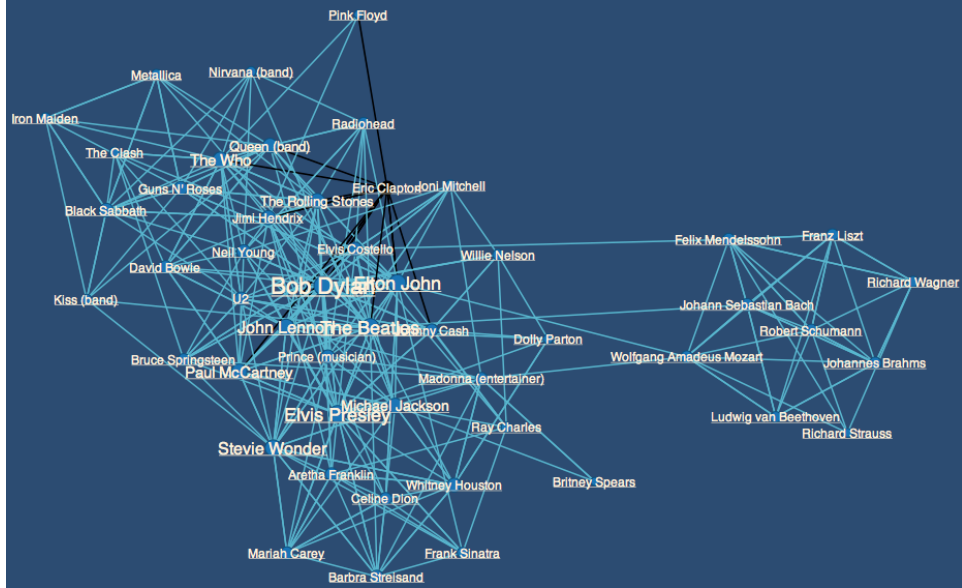 Pink Floyd
Metallica
Nirvana (band)
Iron Maiden
Radiohead
Queen (band)
The Clash
The Who
Guns N' Roses
Eric Clapton
Joni Mitchell
The Rolling Stones
Black Sabbath
Jimi Hendrix
Franz Liszt
Felix Mendelssohn
Elvis Costello
Neil Young
Willie Nelson
David Bowie
Richard Wagner
Bob Dylan
Elton John
U2
Kiss (band)
Johann Sebastian Bach
John Lennon
The Beatles
Johnny Cash
Robert Schumann
Dolly Parton
Bruce Springsteen
Prince (musician)
Wolfgang Amadeus Mozart
Johannes Brahms
Paul McCartney
Madonna (entertainer)
Michael Jackson
Elvis Presley
Ludwig van Beethoven
Ray Charles
Richard Strauss
Stevie Wonder
Aretha Franklin
Whitney Houston
Britney Spears
Celine Dion
Mariah Carey
Frank Sinatra
Barbra Streisand